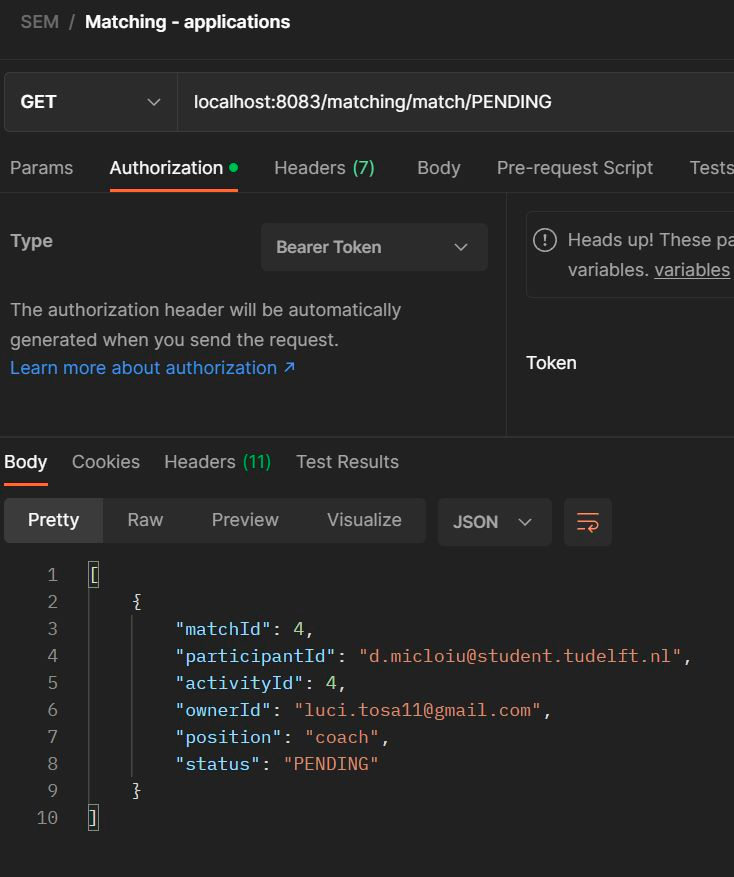 SEM / Matching - applications
GET localhost:8083/matching/match/PENDING
Params Authorization Headers (7) Body Pre-request Script Tests
Type Bearer Token
Heads up! These pa
variables. variables
The authorization header will be automatically
generated when you send the request.
Learn more about authorization ↗
Token
Body Cookies Headers (11) Test Results
Pretty Raw Preview Visualize JSON
1 [
2 {
3 "matchId": 4,
4 "participantId": "d.micloiu@student.tudelft.nl",
5 "activityId": 4,
6 "ownerId": "luci.tosa11@gmail.com",
7 "position": "coach",
8 "status": "PENDING"
9 }
10 ]